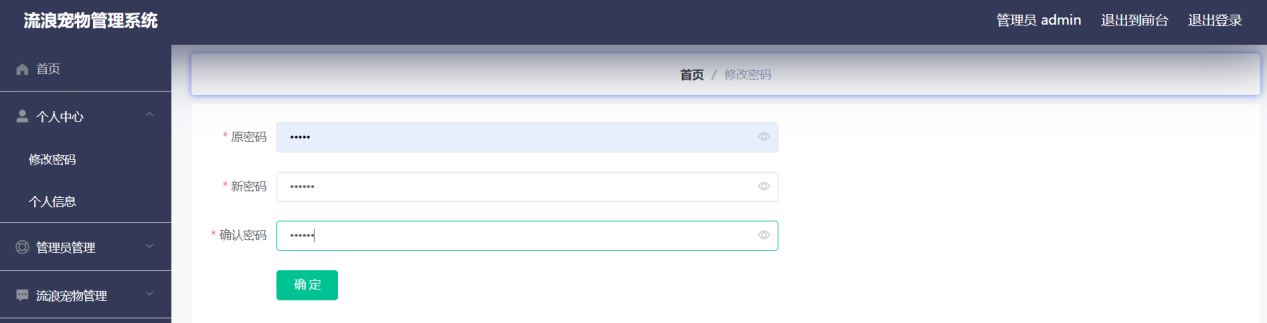 流浪宠物管理系统
管理员 admin 退出到前台 退出登录
首页
首页 / 修改密码
个人中心
* 原密码 •••••
修改密码
* 新密码 ••••••
个人信息
* 确认密码 ••••••
管理员管理
确定
流浪宠物管理